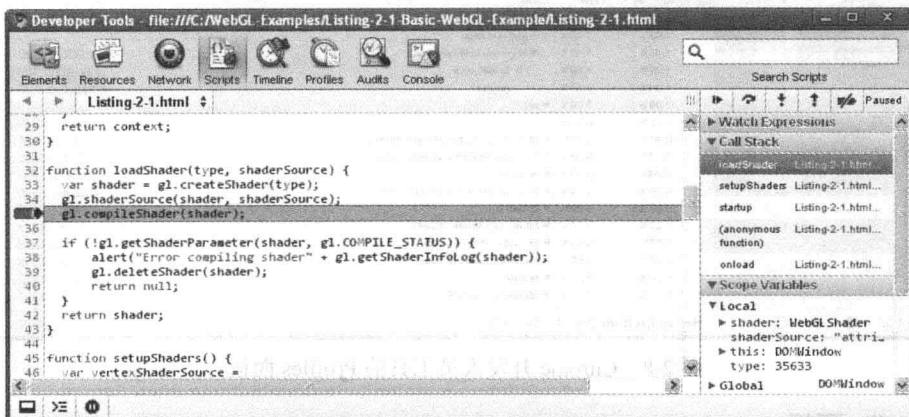 Developer Tools - file:///C:/WebGL-Examples/Listing-2-1-Basic-WebGL-Example/Listing-2-1.html
Elements Resources Network Scripts Timeline Profiles Audits Console
Search Scripts
Listing-2-1.html
Paused
29 return context;
30 }
31
32 function loadShader(type, shaderSource) {
33 var shader = gl.createShader(type);
34 gl.shaderSource(shader, shaderSource);
gl.compileShader(shader);
36
37 if (!gl.getShaderParameter(shader, gl.COMPILE_STATUS)) {
38 alert("Error compiling shader" + gl.getShaderInfoLog(shader));
39 gl.deleteShader(shader);
40 return null;
41 }
42 return shader;
43 }
44
45 function setupShaders() {
46 var vertexShaderSource =
Watch Expressions
Call Stack
loadShader Listing-2-1.html...
setupShaders Listing-2-1.html...
startup Listing-2-1.html...
(anonymous function) Listing-2-1.html...
onload Listing-2-1.html...
Scope Variables
Local
shader: WebGLShader
shaderSource: "attri…
this: DOMWindow
type: 35633
Global DOMWindow